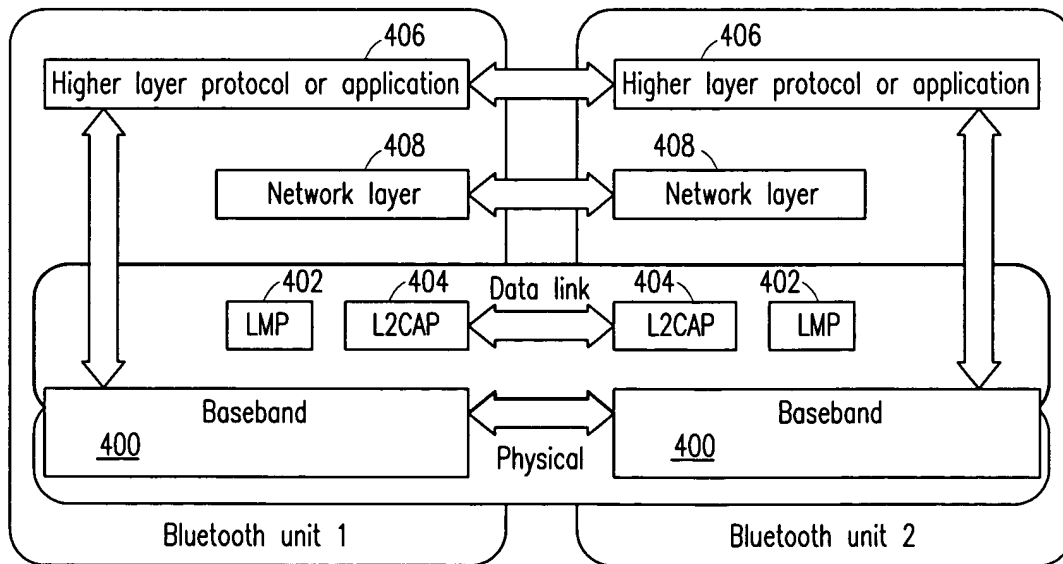 406
406
Higher layer protocol or application
Higher layer protocol or application
408
408
Network layer
Network layer
402
404
Data link
404
402
LMP
L2CAP
L2CAP
LMP
Baseband
Baseband
400
Physical
400
Bluetooth unit 1
Bluetooth unit 2